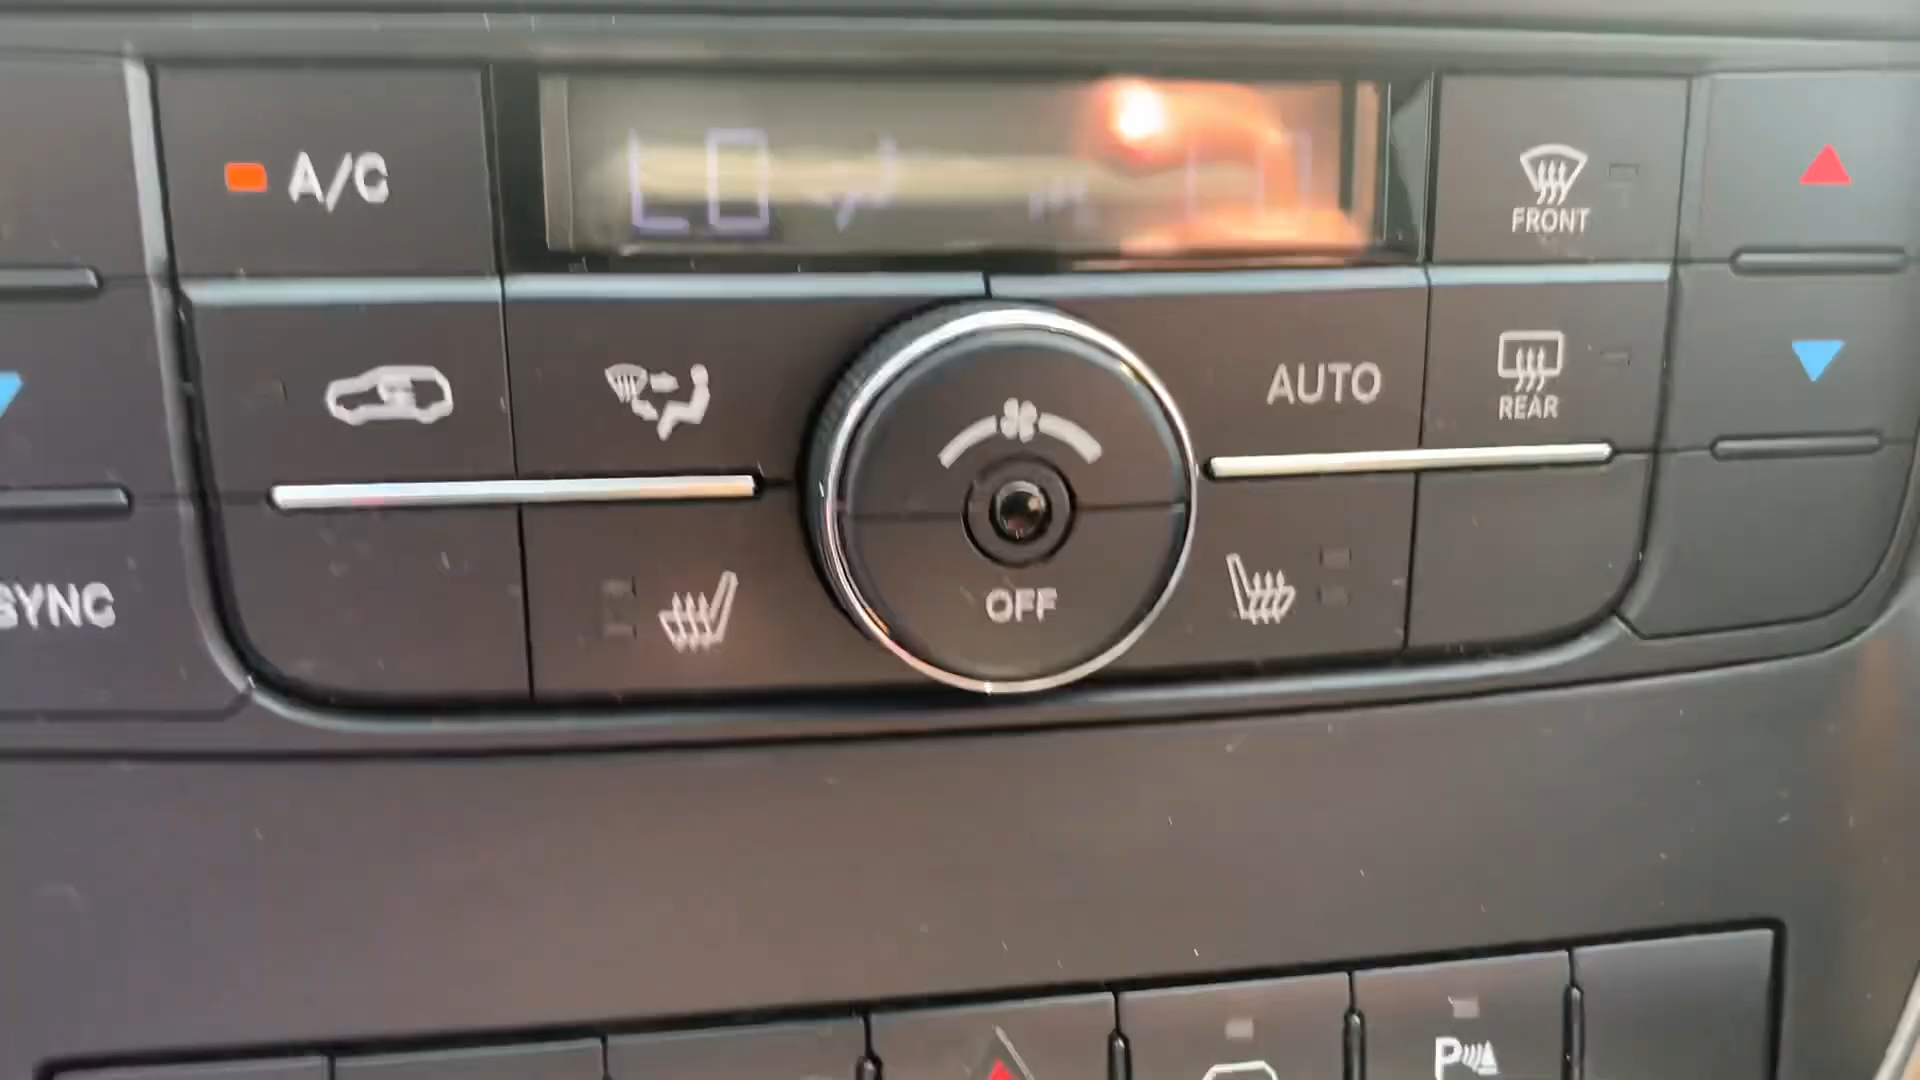 A/C
LO
FRONT
AUTO
REAR
SYNC
OFF
P